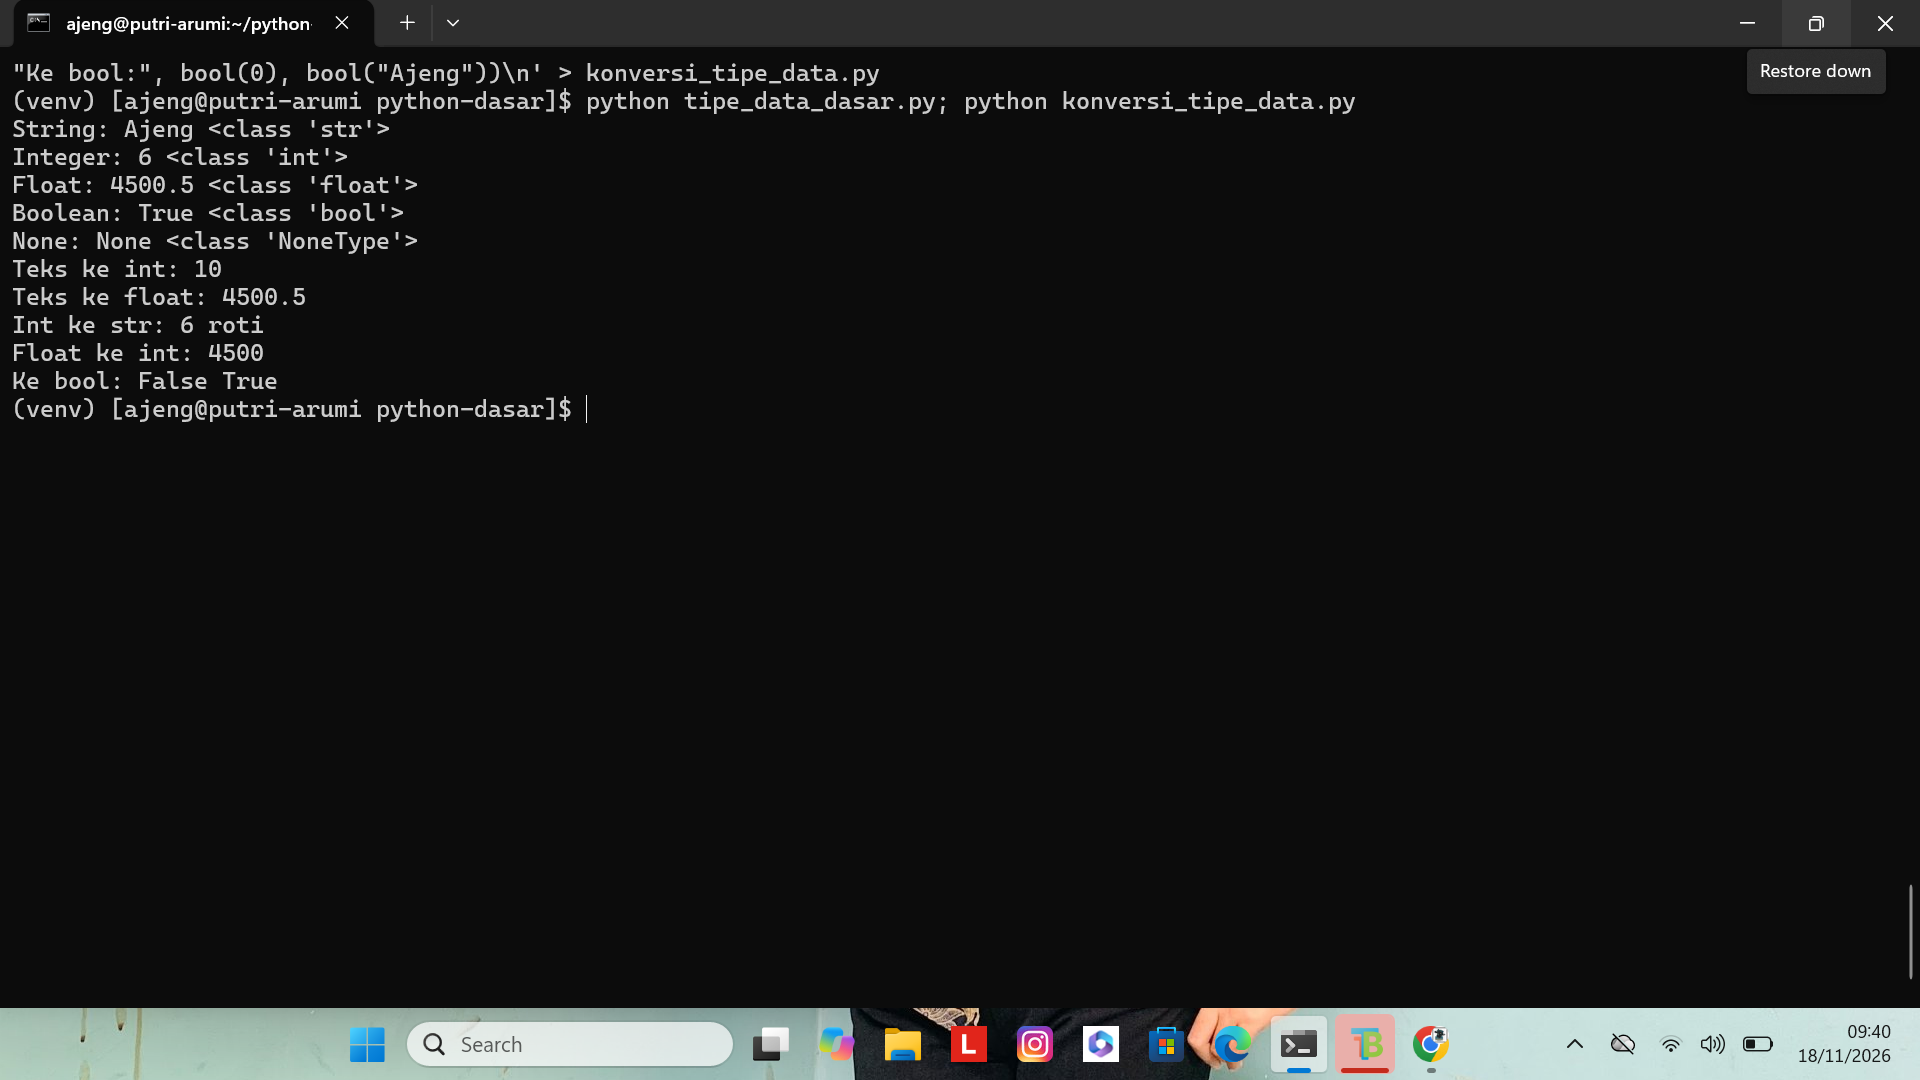 ajeng@putri-arumi:~/python
Restore down
"Ke bool:", bool(0), bool("Ajeng"))\n' > konversi_tipe_data.py
(venv) [ajeng@putri-arumi python-dasar]$ python tipe_data_dasar.py; python konversi_tipe_data.py
String: Ajeng <class 'str'>
Integer: 6 <class 'int'>
Float: 4500.5 <class 'float'>
Boolean: True <class 'bool'>
None: None <class 'NoneType'>
Teks ke int: 10
Teks ke float: 4500.5
Int ke str: 6 roti
Float ke int: 4500
Ke bool: False True
(venv) [ajeng@putri-arumi python-dasar]$
Search
L
TB
09:40
18/11/2026